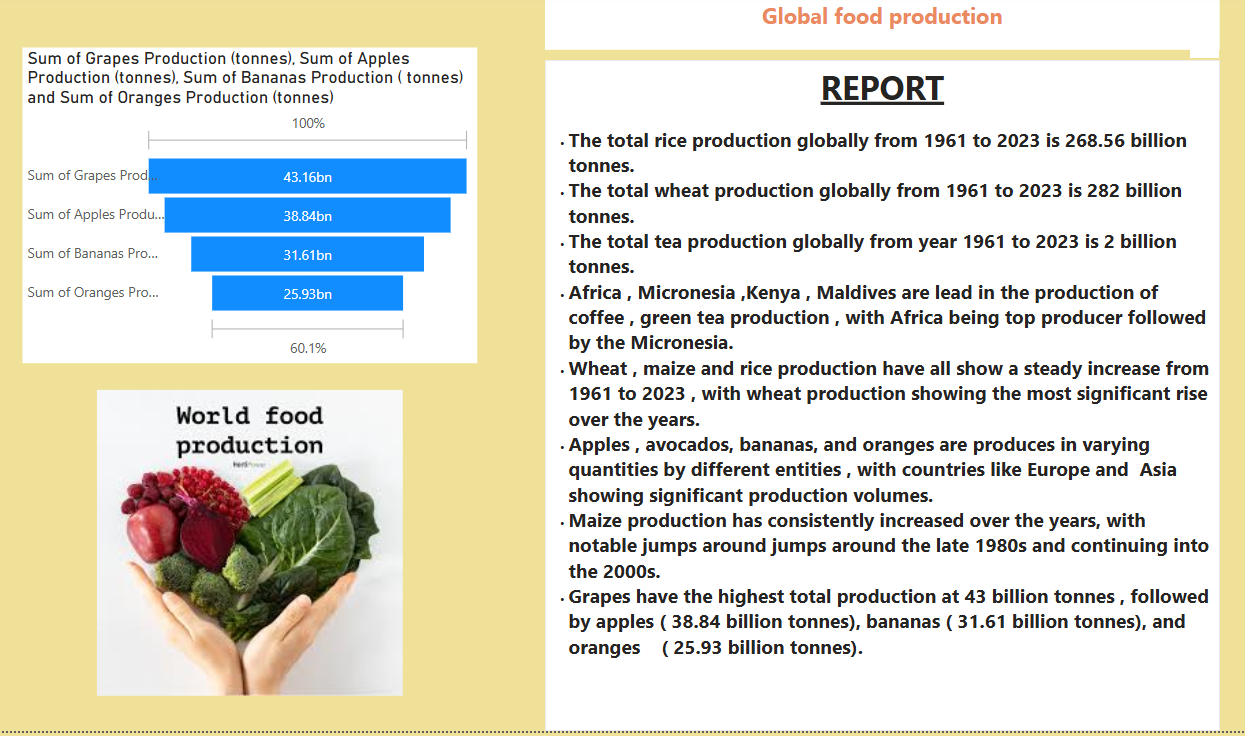 Global food production
Sum of Grapes Production (tonnes), Sum of Apples
Production (tonnes), Sum of Bananas Production ( tonnes)
and Sum of Oranges Production (tonnes)
100%
Sum of Grapes Prod...
43.16bn
Sum of Apples Produ...
38.84bn
Sum of Bananas Pro...
31.61bn
Sum of Oranges Pro...
25.93bn
60.1%
World food
production
REPORT
. The total rice production globally from 1961 to 2023 is 268.56 billion
tonnes.
. The total wheat production globally from 1961 to 2023 is 282 billion
tonnes.
. The total tea production globally from year 1961 to 2023 is 2 billion
tonnes.
. Africa , Micronesia ,Kenya , Maldives are lead in the production of
coffee , green tea production , with Africa being top producer followed
by the Micronesia.
. Wheat , maize and rice production have all show a steady increase from
1961 to 2023 , with wheat production showing the most significant rise
over the years.
. Apples , avocados, bananas, and oranges are produces in varying
quantities by different entities , with countries like Europe and  Asia
showing significant production volumes.
. Maize production has consistently increased over the years, with
notable jumps around jumps around the late 1980s and continuing into
the 2000s.
. Grapes have the highest total production at 43 billion tonnes , followed
by apples ( 38.84 billion tonnes), bananas ( 31.61 billion tonnes), and
oranges    ( 25.93 billion tonnes).